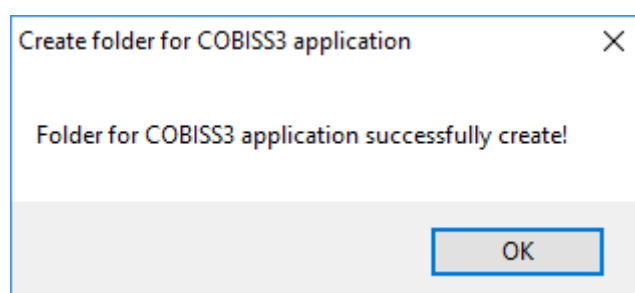 Create folder for COBISS3 application
Folder for COBISS3 application successfully create!
OK